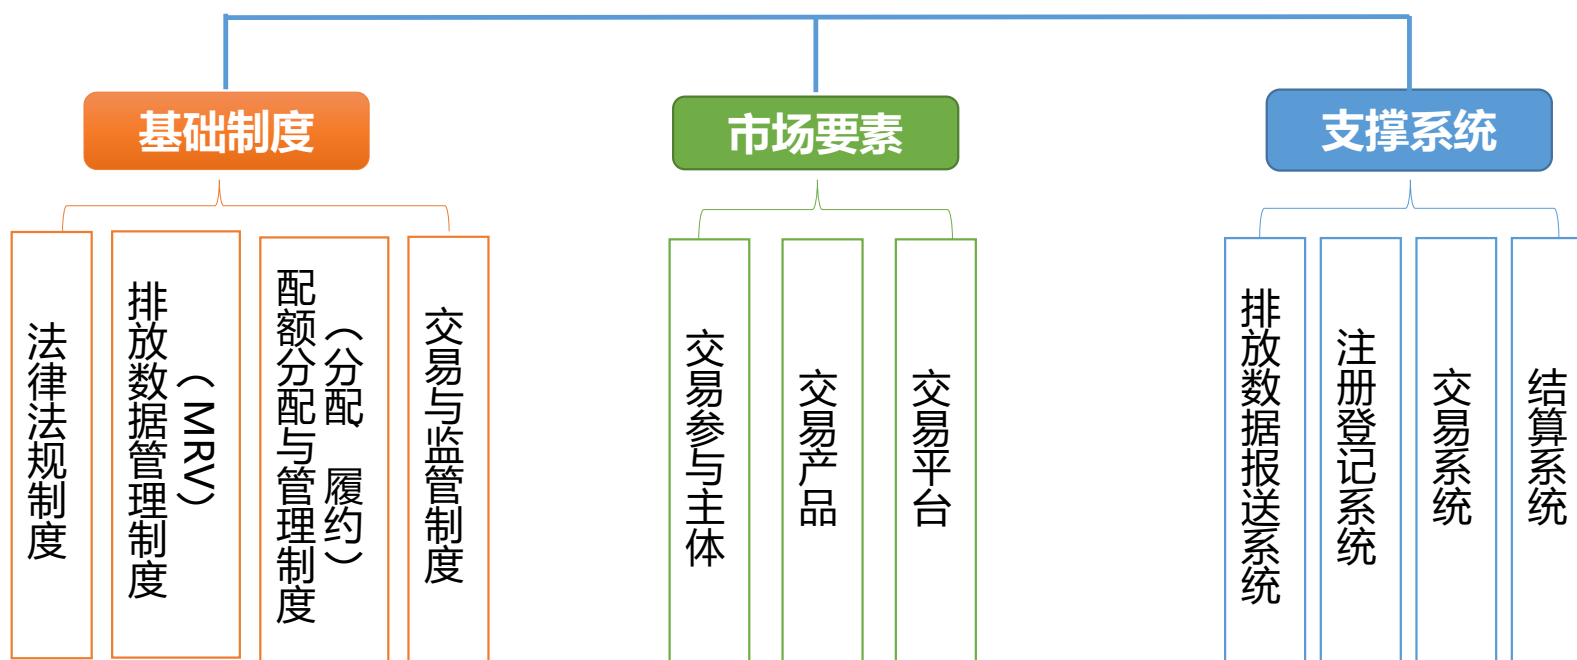 基础制度
市场要素
支撑系统
法律法规制度
排放数据管理制度
（MRV）
配额分配与管理制度
（分配、履约）
交易与监管制度
交易参与主体
交易产品
交易平台
排放数据报送系统
注册登记系统
交易系统
结算系统